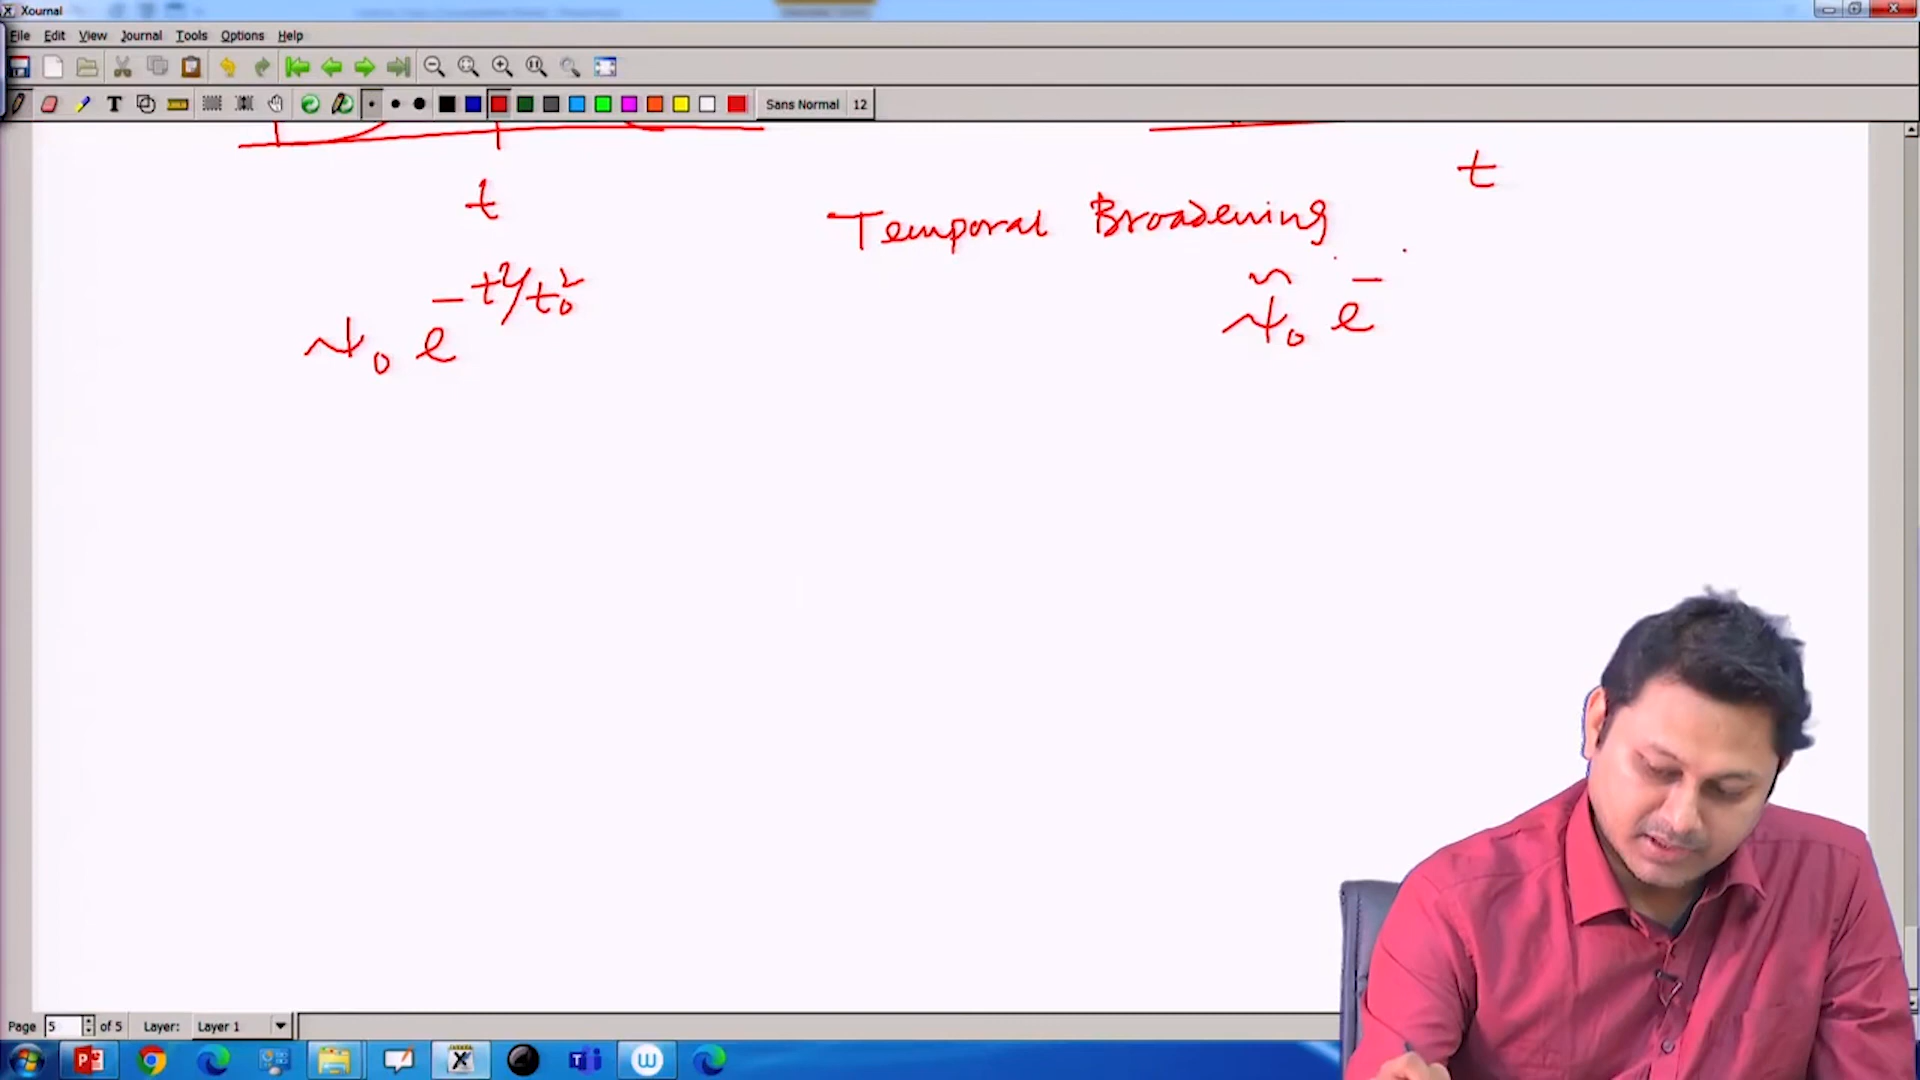 Xournal
File Edit View Journal Tools Options Help
T Sans Normal 12
t
t
Temporal Broadening
ψ₀ e^{-t²/t₀²}
ψ̃₀ e^-
Page 5 of 5 Layer: Layer 1